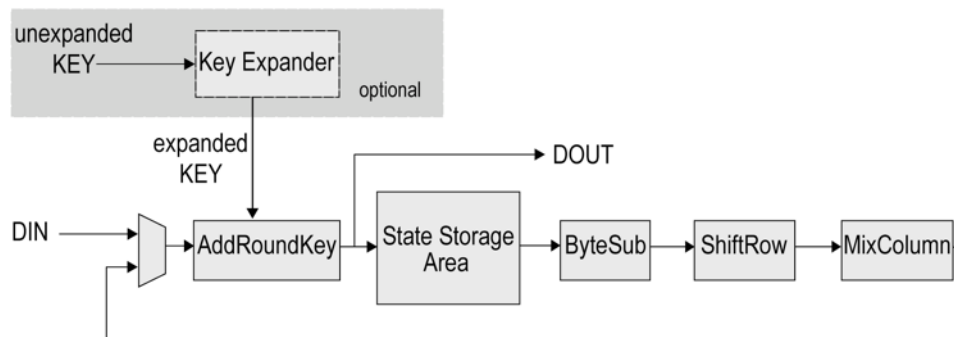 unexpanded
KEY
Key Expander
optional
expanded
KEY
DOUT
DIN
AddRoundKey
State Storage
Area
ByteSub
ShiftRow
MixColumn